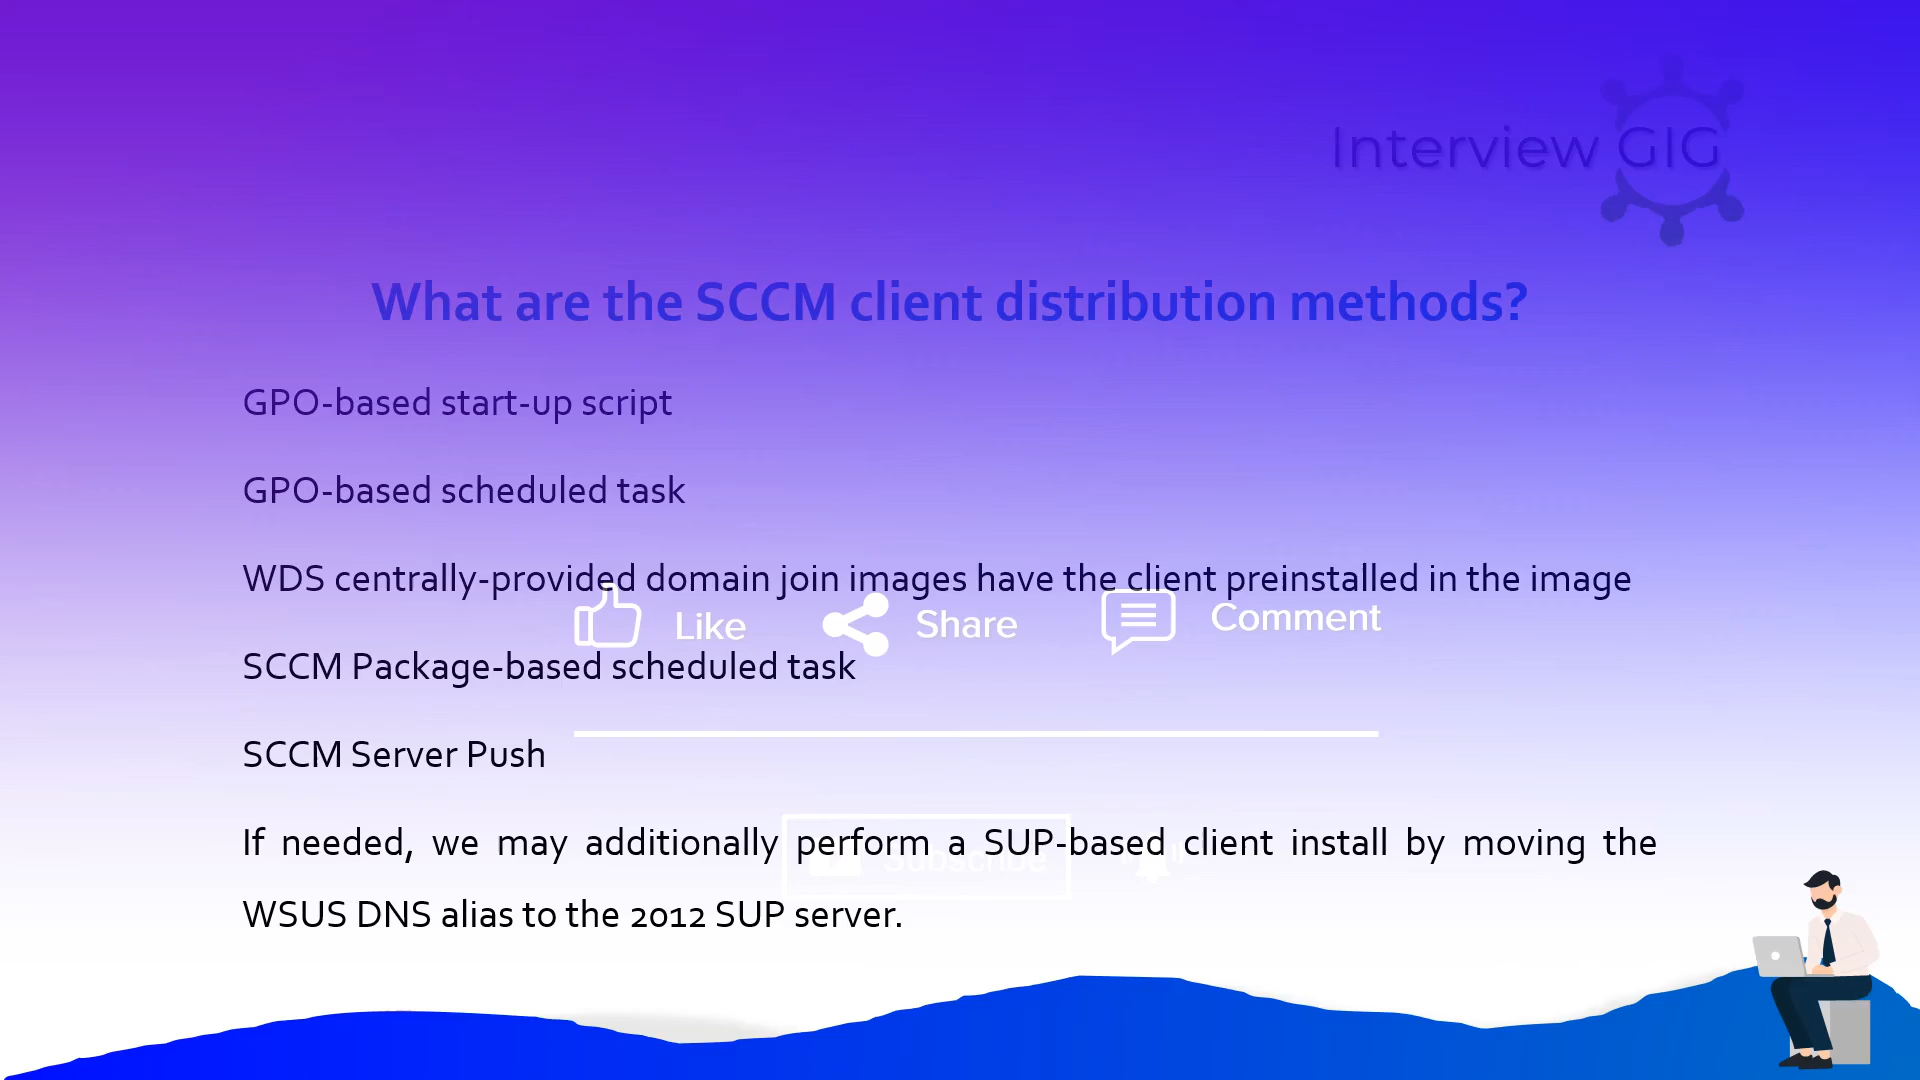 Interview GIG
What are the SCCM client distribution methods?
GPO-based start-up script
GPO-based scheduled task
WDS centrally-provided domain join images have the client preinstalled in the image
Like Share Comment
SCCM Package-based scheduled task
SCCM Server Push
If needed, we may additionally perform a SUP-based client install by moving the
Subscribe
WSUS DNS alias to the 2012 SUP server.